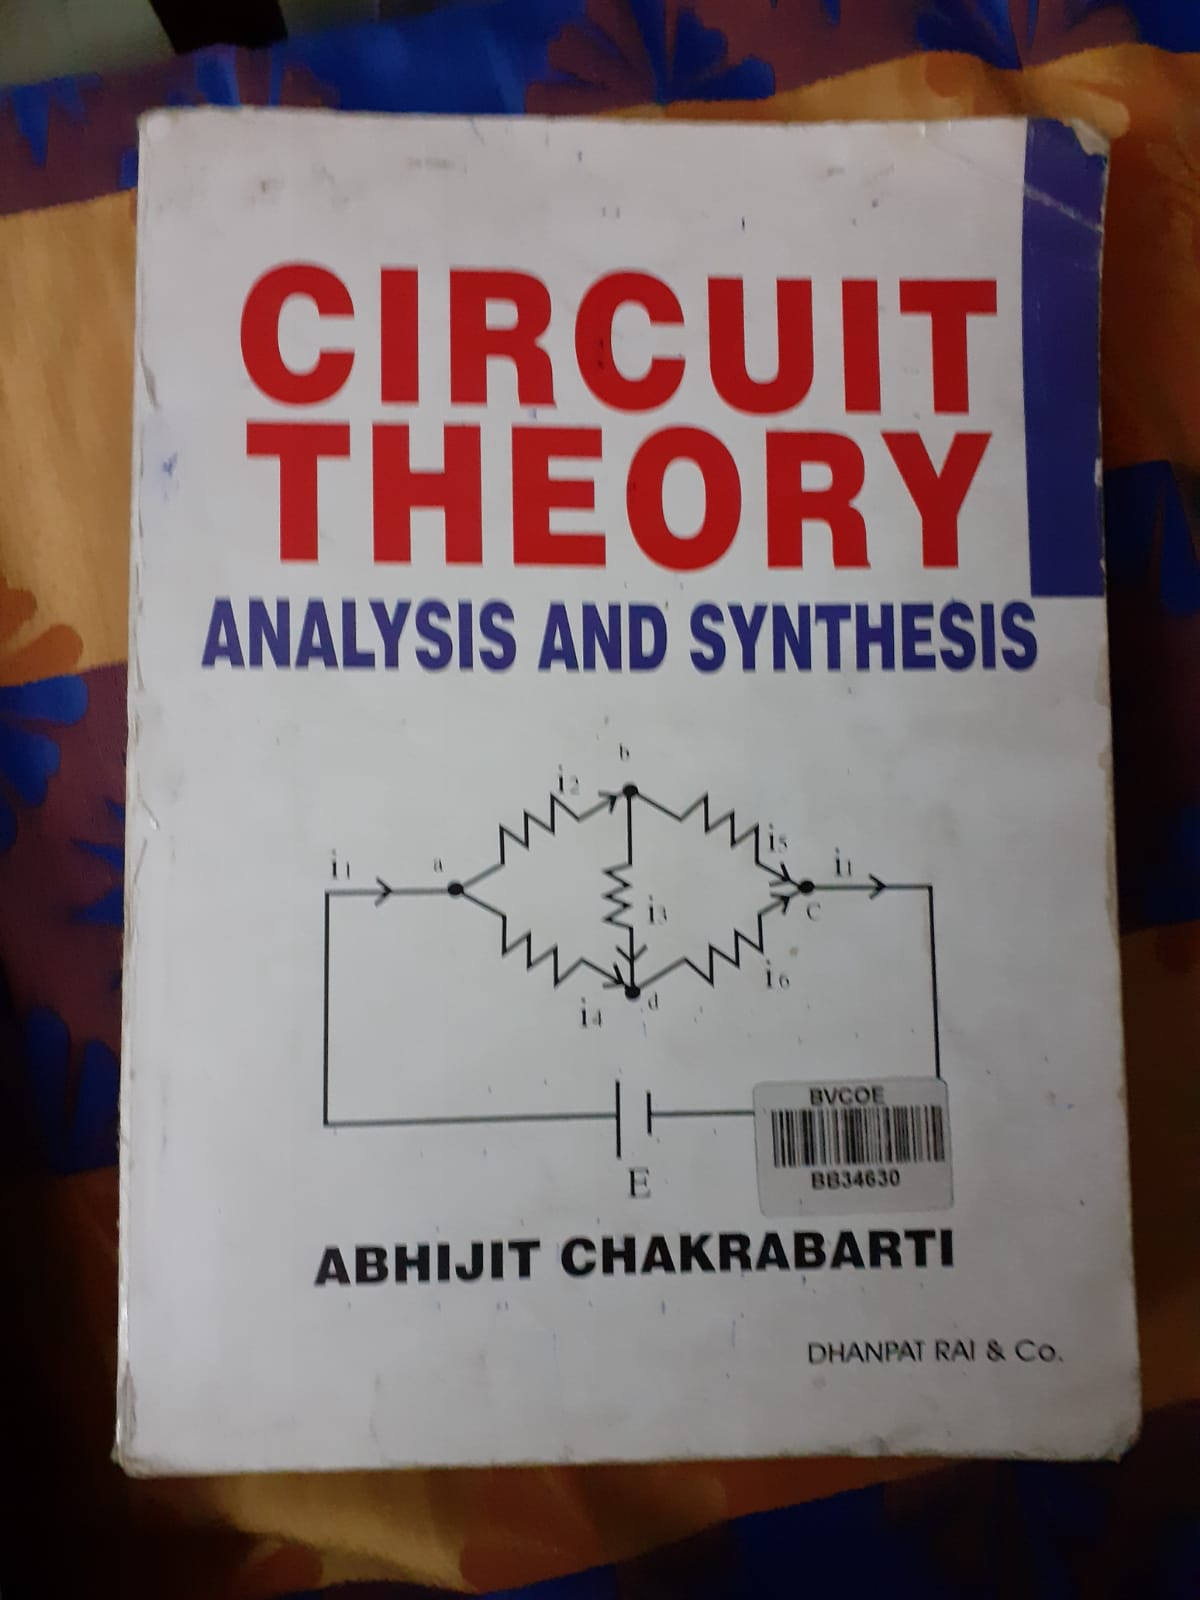 CIRCUIT
THEORY
ANALYSIS AND SYNTHESIS
b
i2
i5
i1
a
i1
i3
c
i6
d
i4
BVCOE
BB34630
E
ABHIJIT CHAKRABARTI
DHANPAT RAI & Co.